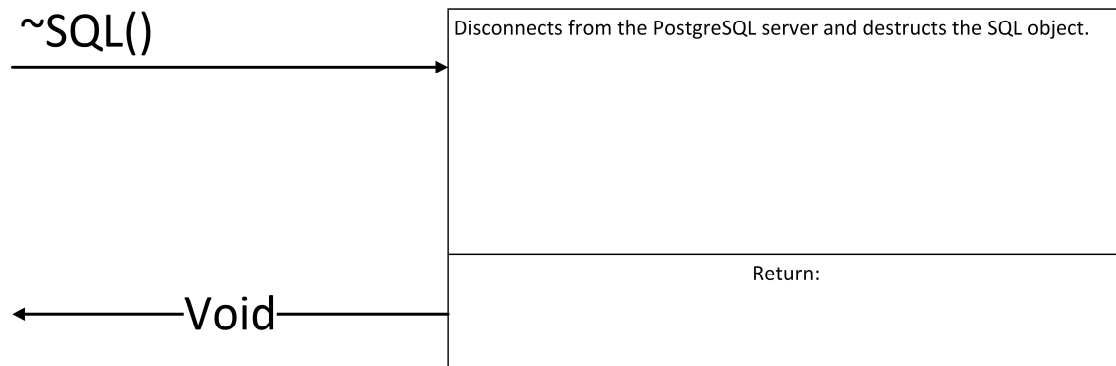 ~SQL()
Disconnects from the PostgreSQL server and destructs the SQL object.
Return:
Void